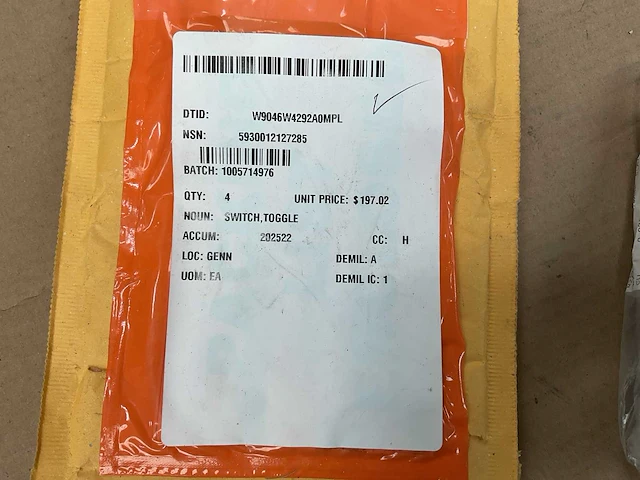 DTID: W9046W4292A0MPL
NSN: 5930012127285
BATCH: 1005714976
QTY: 4 UNIT PRICE: $197.02
NOUN: SWITCH,TOGGLE
ACCUM: 202522 CC: H
LOC: GENN DEMIL: A
UOM: EA DEMIL IC: 1